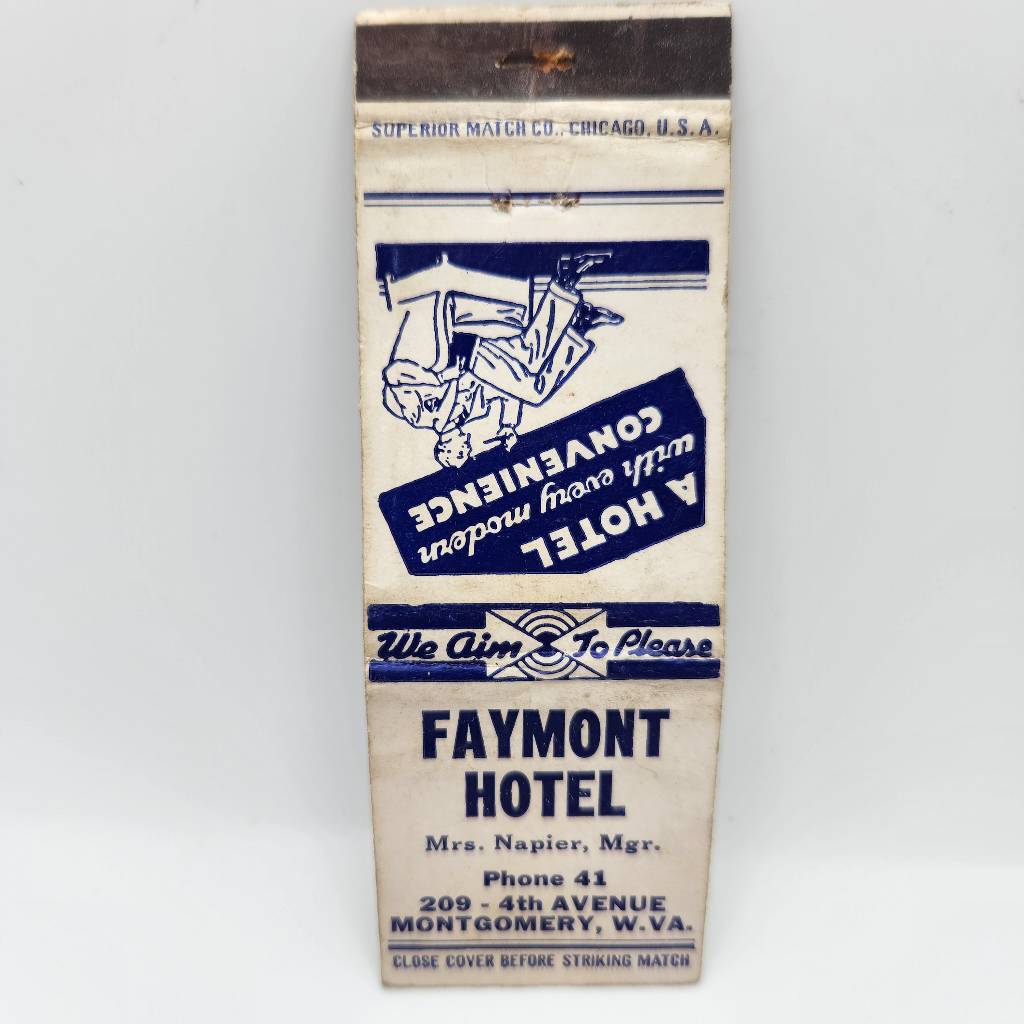 SUPERIOR MATCH CO., CHICAGO, U.S.A.
A HOTEL
with every modern
CONVENIENCE
We Aim To Please
FAYMONT
HOTEL
Mrs. Napier, Mgr.
Phone 41
209 - 4th AVENUE
MONTGOMERY, W.VA.
CLOSE COVER BEFORE STRIKING MATCH